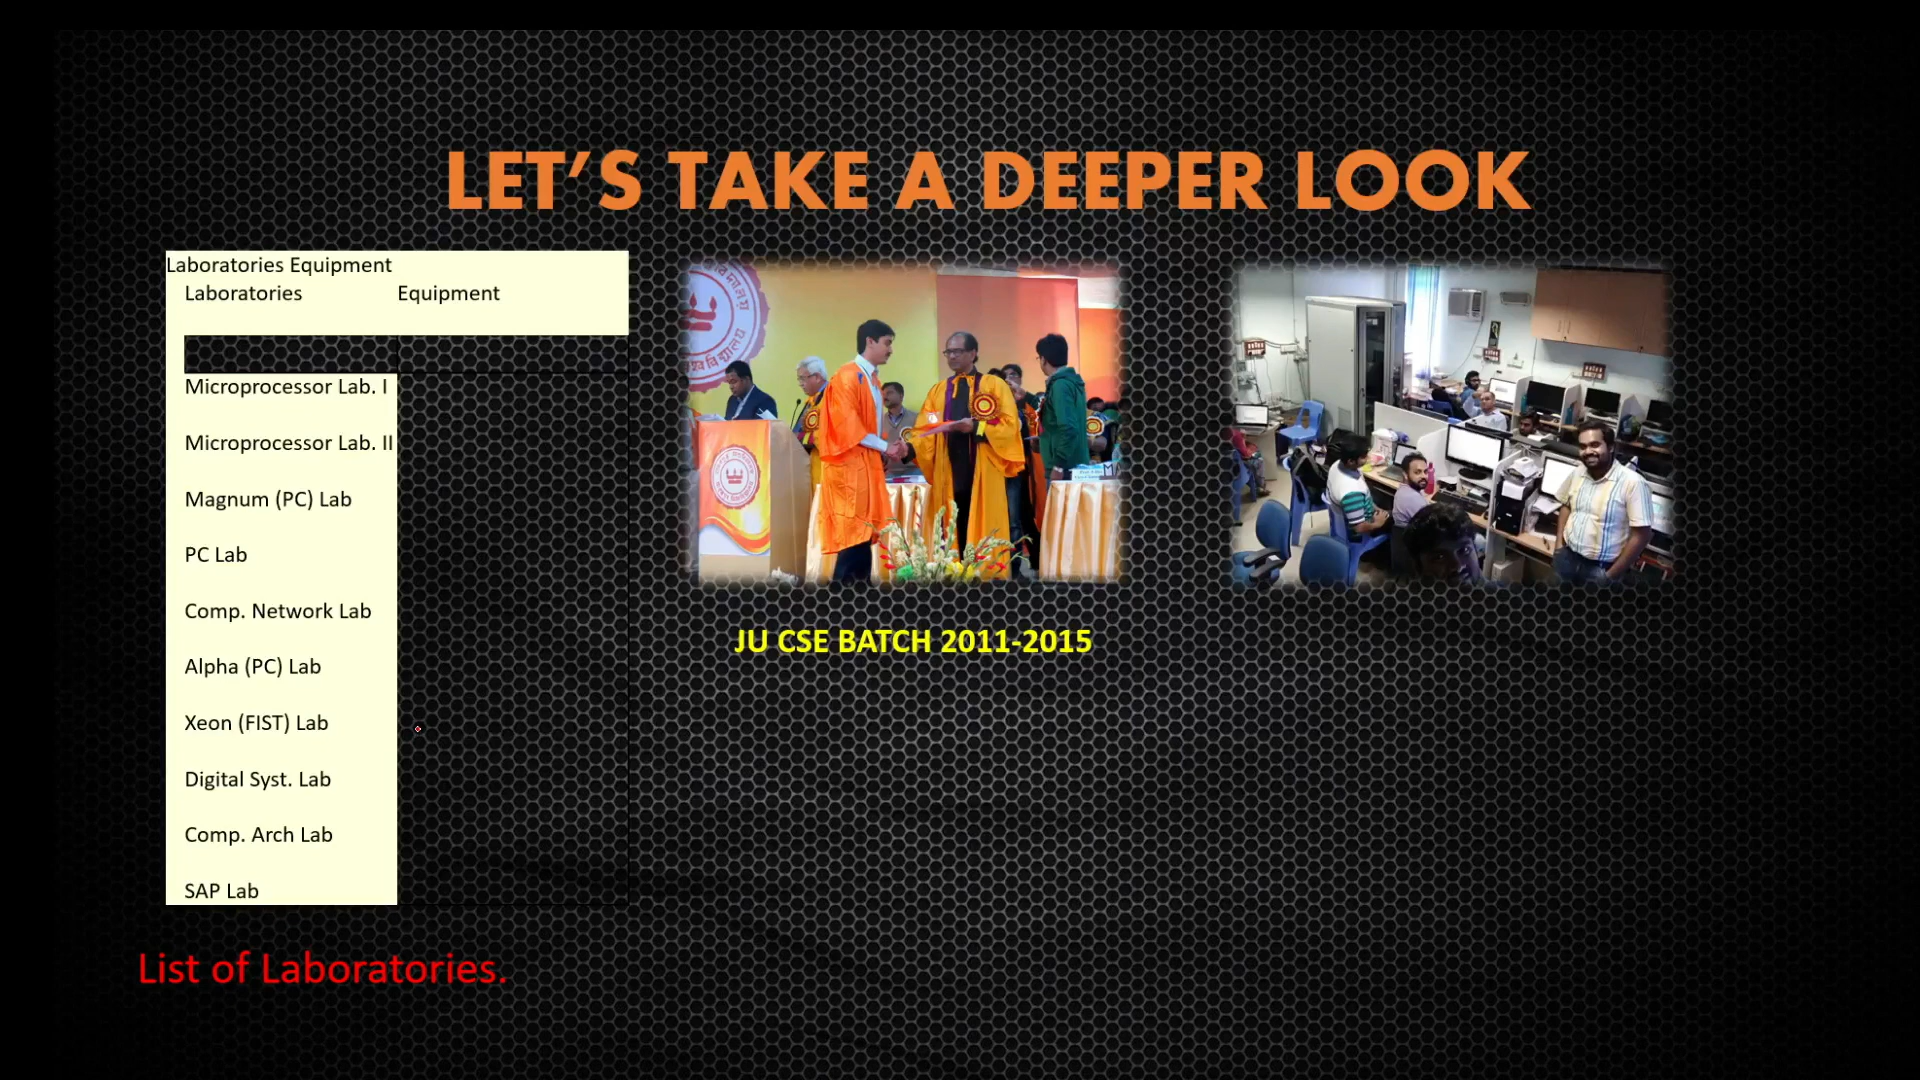 LET’S TAKE A DEEPER LOOK
Laboratories Equipment
Laboratories Equipment
Microprocessor Lab. I
Microprocessor Lab. II
Magnum (PC) Lab
PC Lab
Comp. Network Lab
Alpha (PC) Lab
Xeon (FIST) Lab
Digital Syst. Lab
Comp. Arch Lab
SAP Lab
List of Laboratories.
JU CSE BATCH 2011-2015